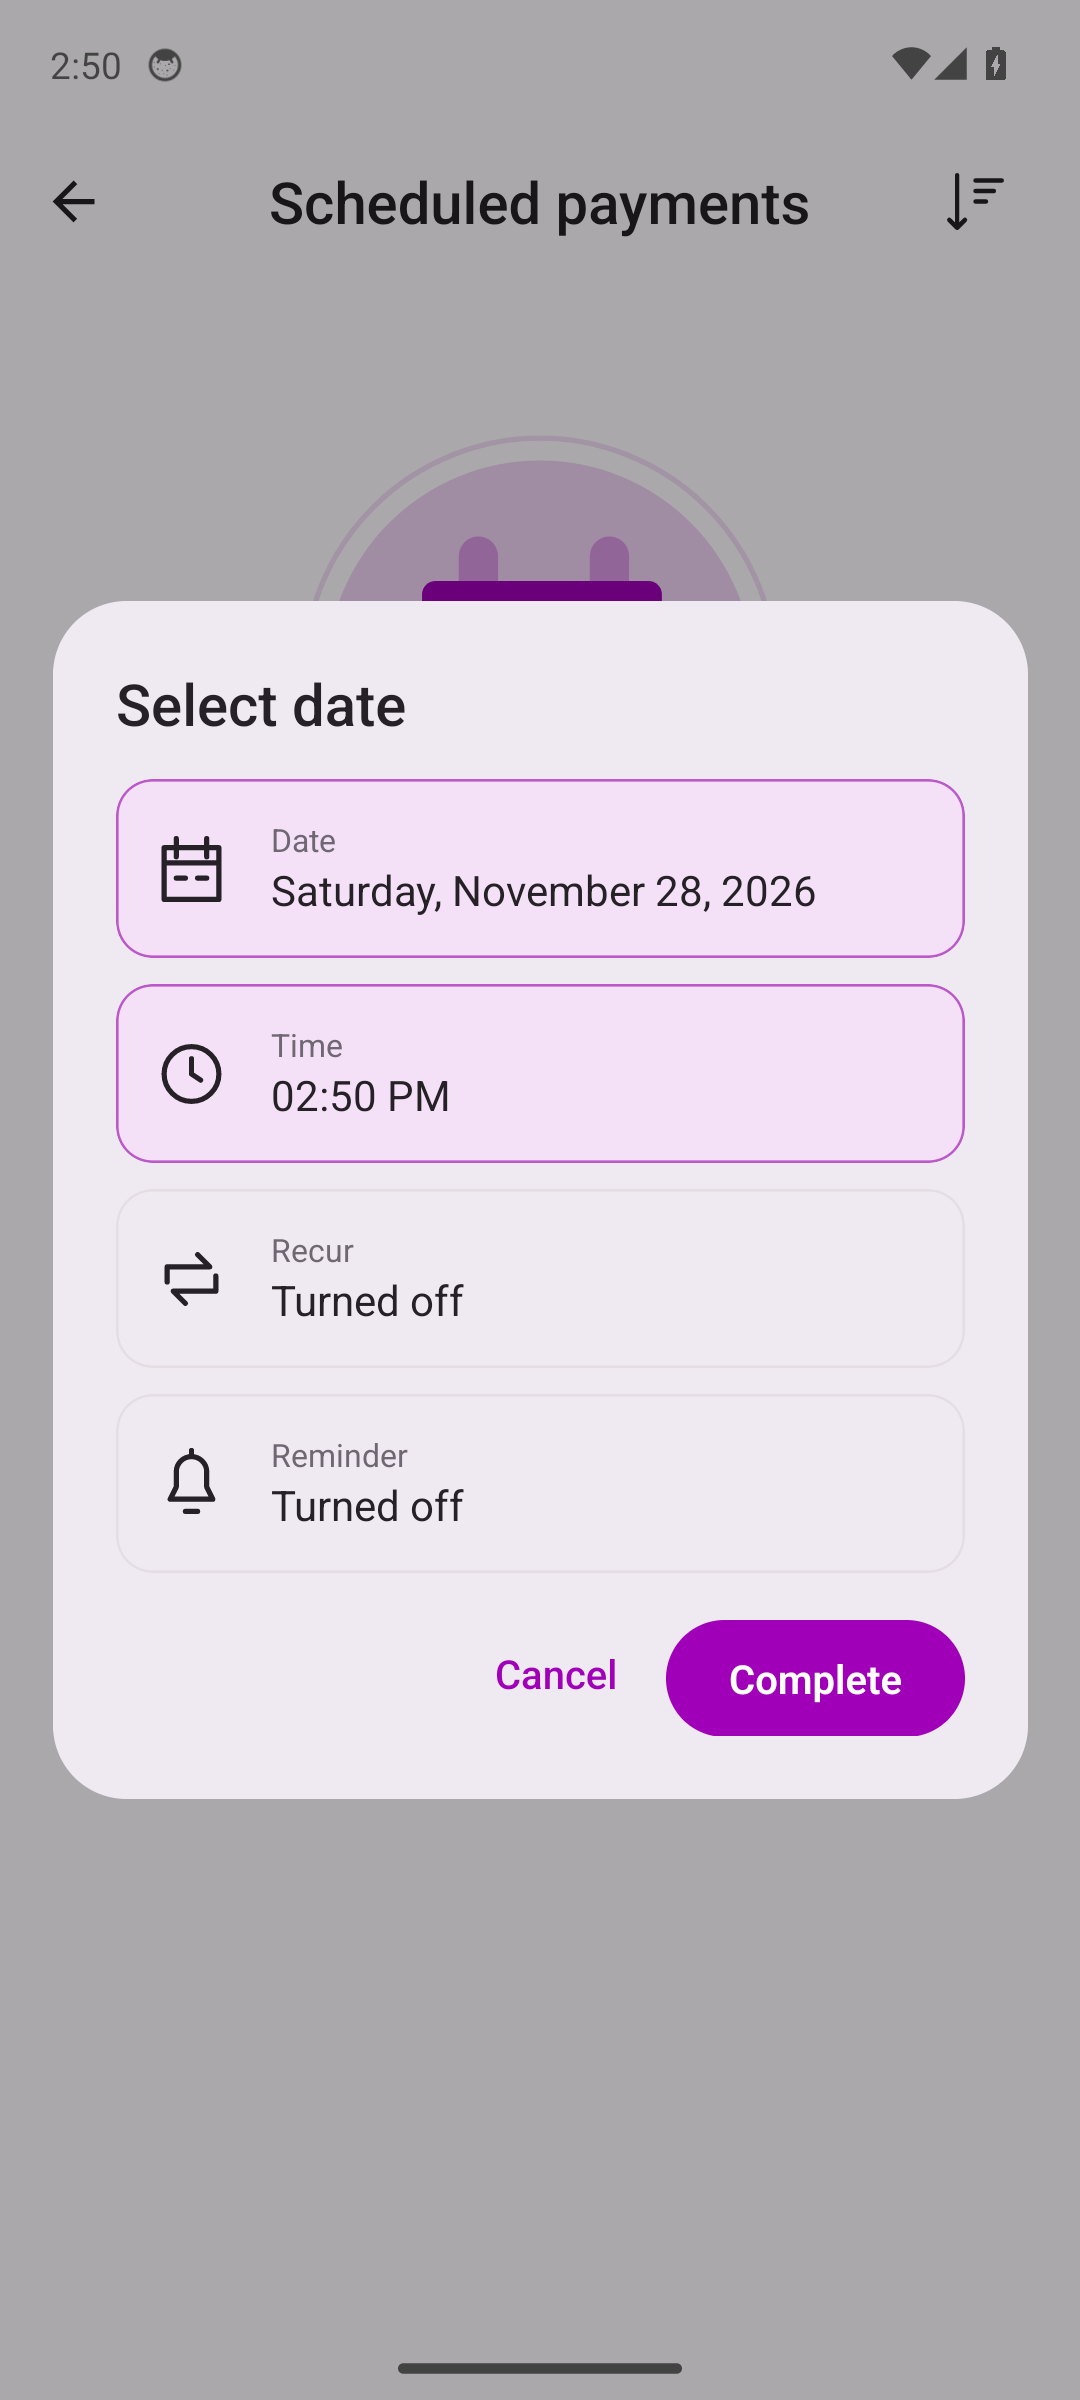 2:50
Scheduled payments
Select date
Date
Saturday, November 28, 2026
Time
02:50 PM
Recur
Turned off
Reminder
Turned off
Cancel
Complete